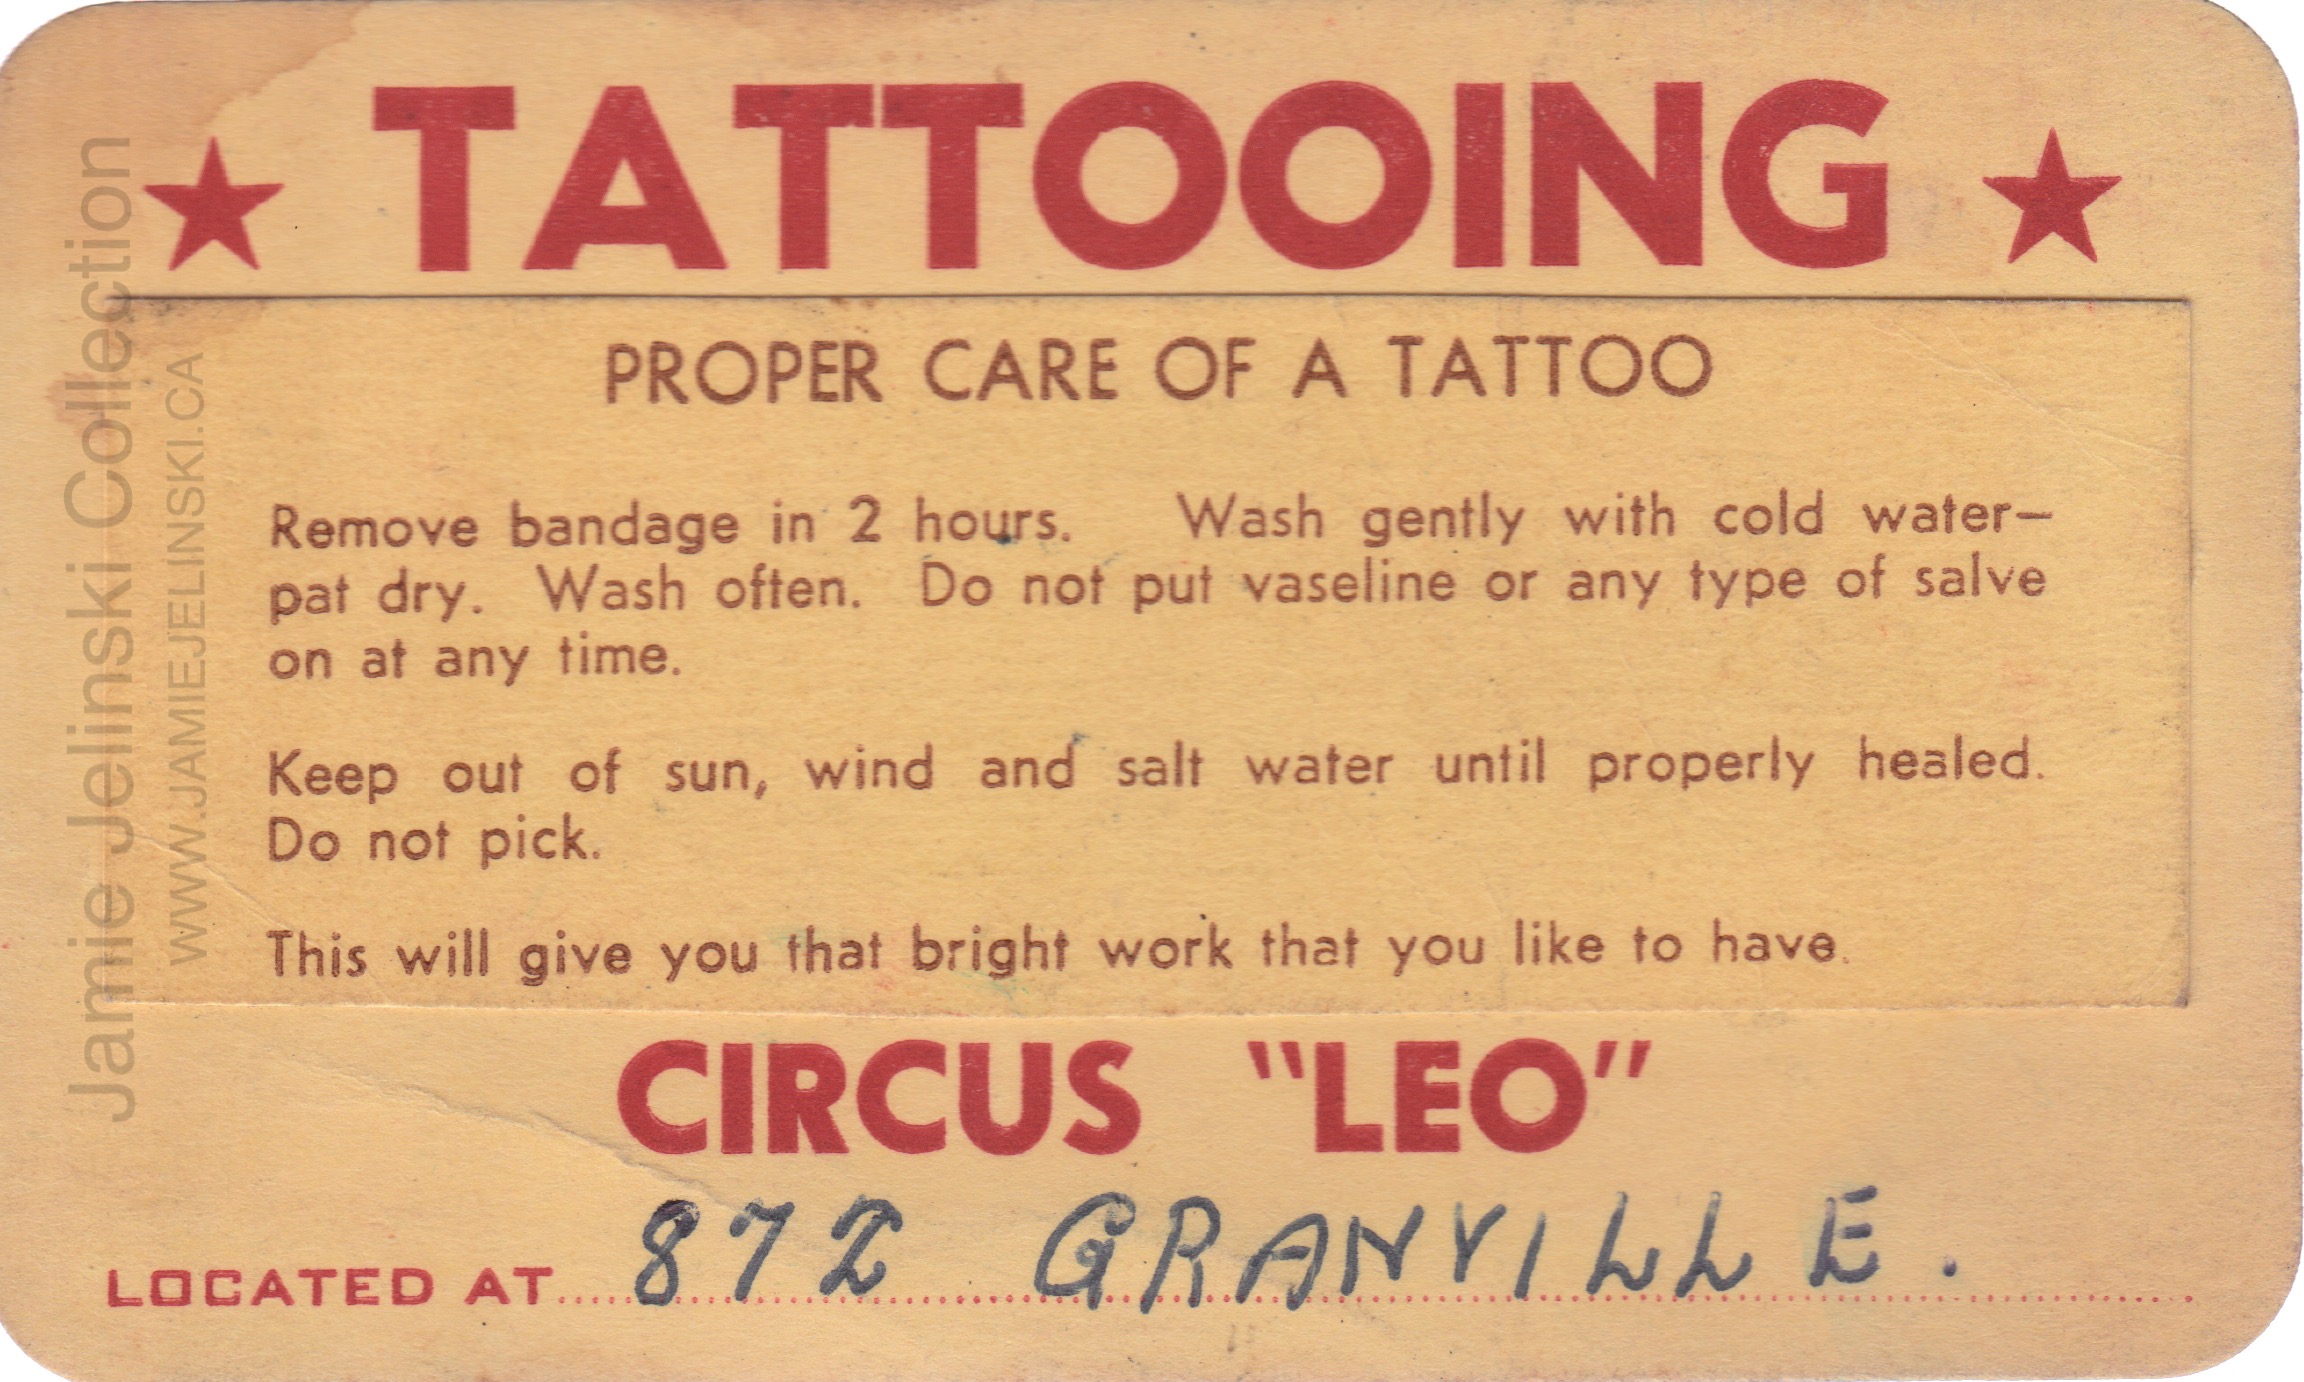 TATTOOING
PROPER CARE OF A TATTOO
Remove bandage in 2 hours. Wash gently with cold water—
pat dry. Wash often. Do not put vaseline or any type of salve
on at any time.
Keep out of sun, wind and salt water until properly healed.
Do not pick.
This will give you that bright work that you like to have.
CIRCUS "LEO"
LOCATED AT 872 GRANVILLE.
Jamie Jelinski Collection
WWW.JAMIEJELINSKI.CA